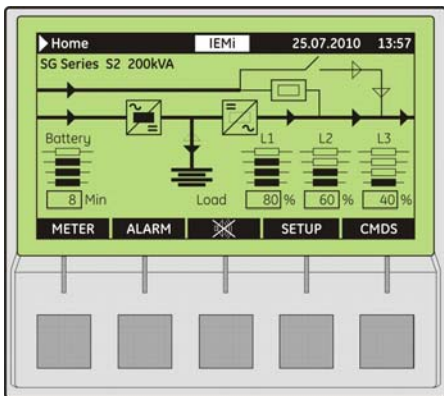 Home IEMi 25.07.2010 13:57
SG Series S2 200kVA
Battery L1 L2 L3
8 Min Load 80 % 60 % 40 %
METER ALARM SETUP CMDS